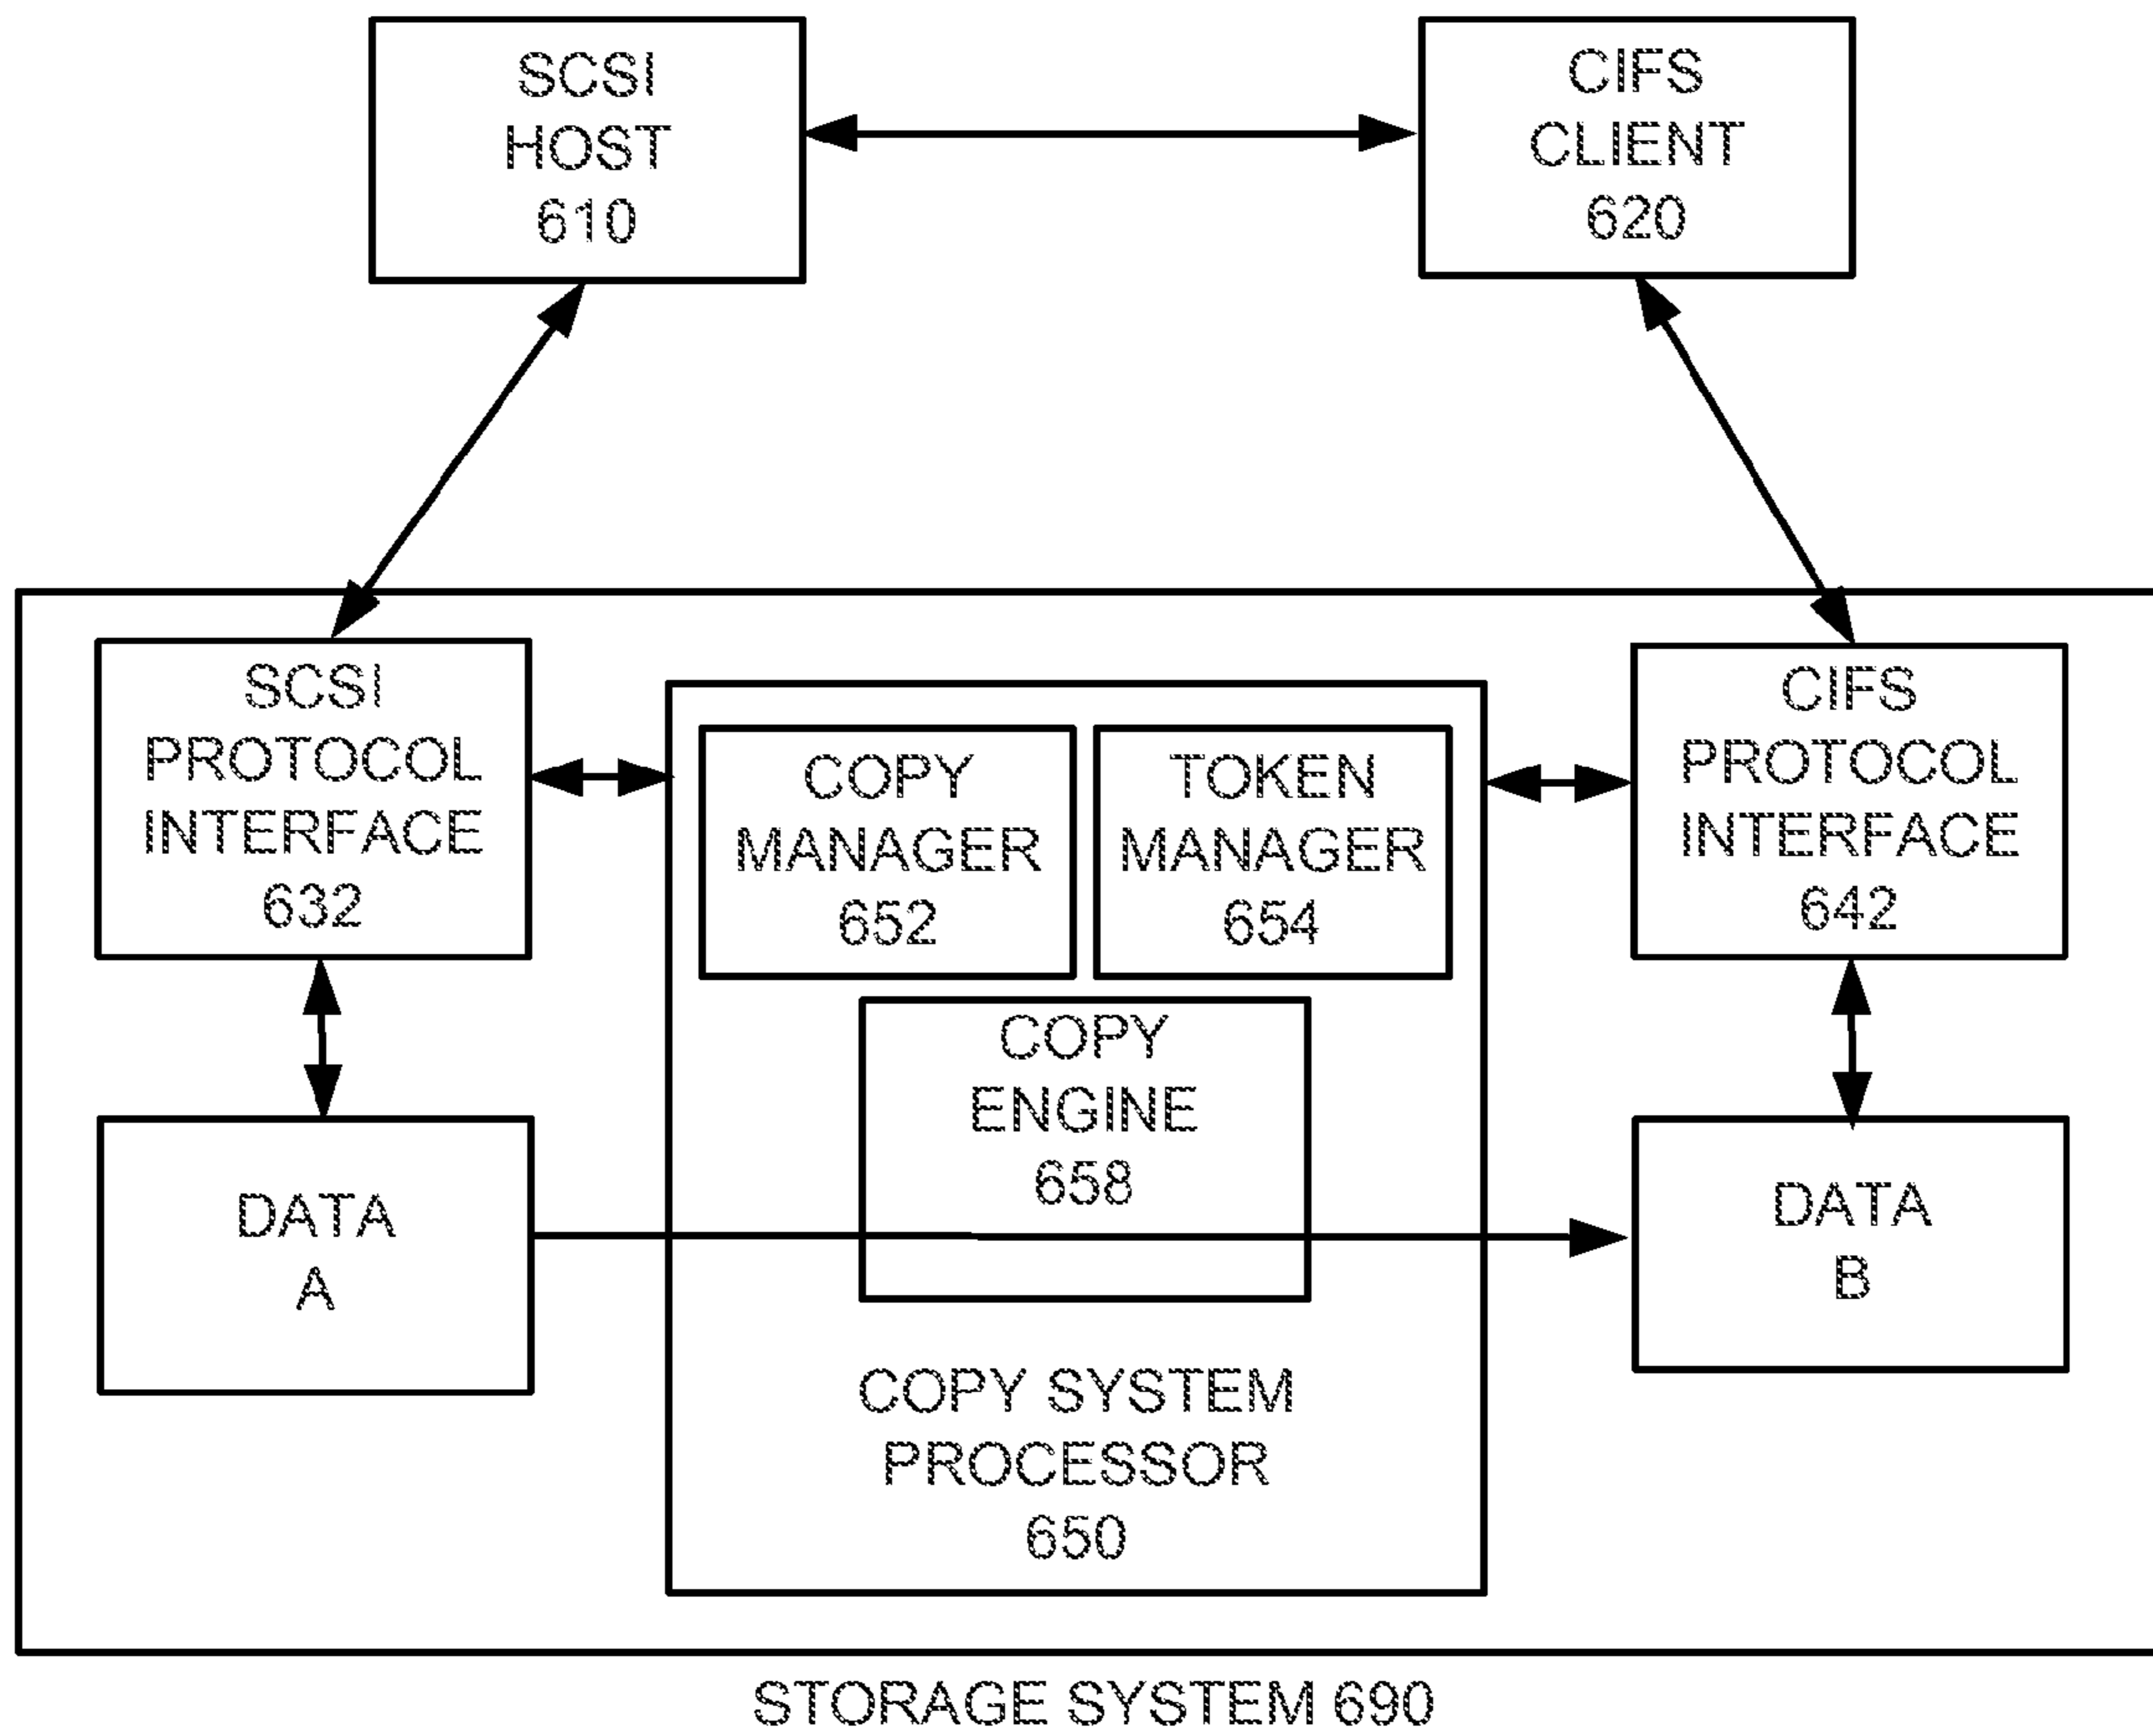 SCSI
HOST
610
CIFS
CLIENT
620
SCSI
PROTOCOL
INTERFACE
632
COPY
MANAGER
652
TOKEN
MANAGER
654
CIFS
PROTOCOL
INTERFACE
642
COPY
ENGINE
658
DATA
A
DATA
B
COPY SYSTEM
PROCESSOR
650
STORAGE SYSTEM 690